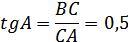 tgA = BC/CA = 0,5